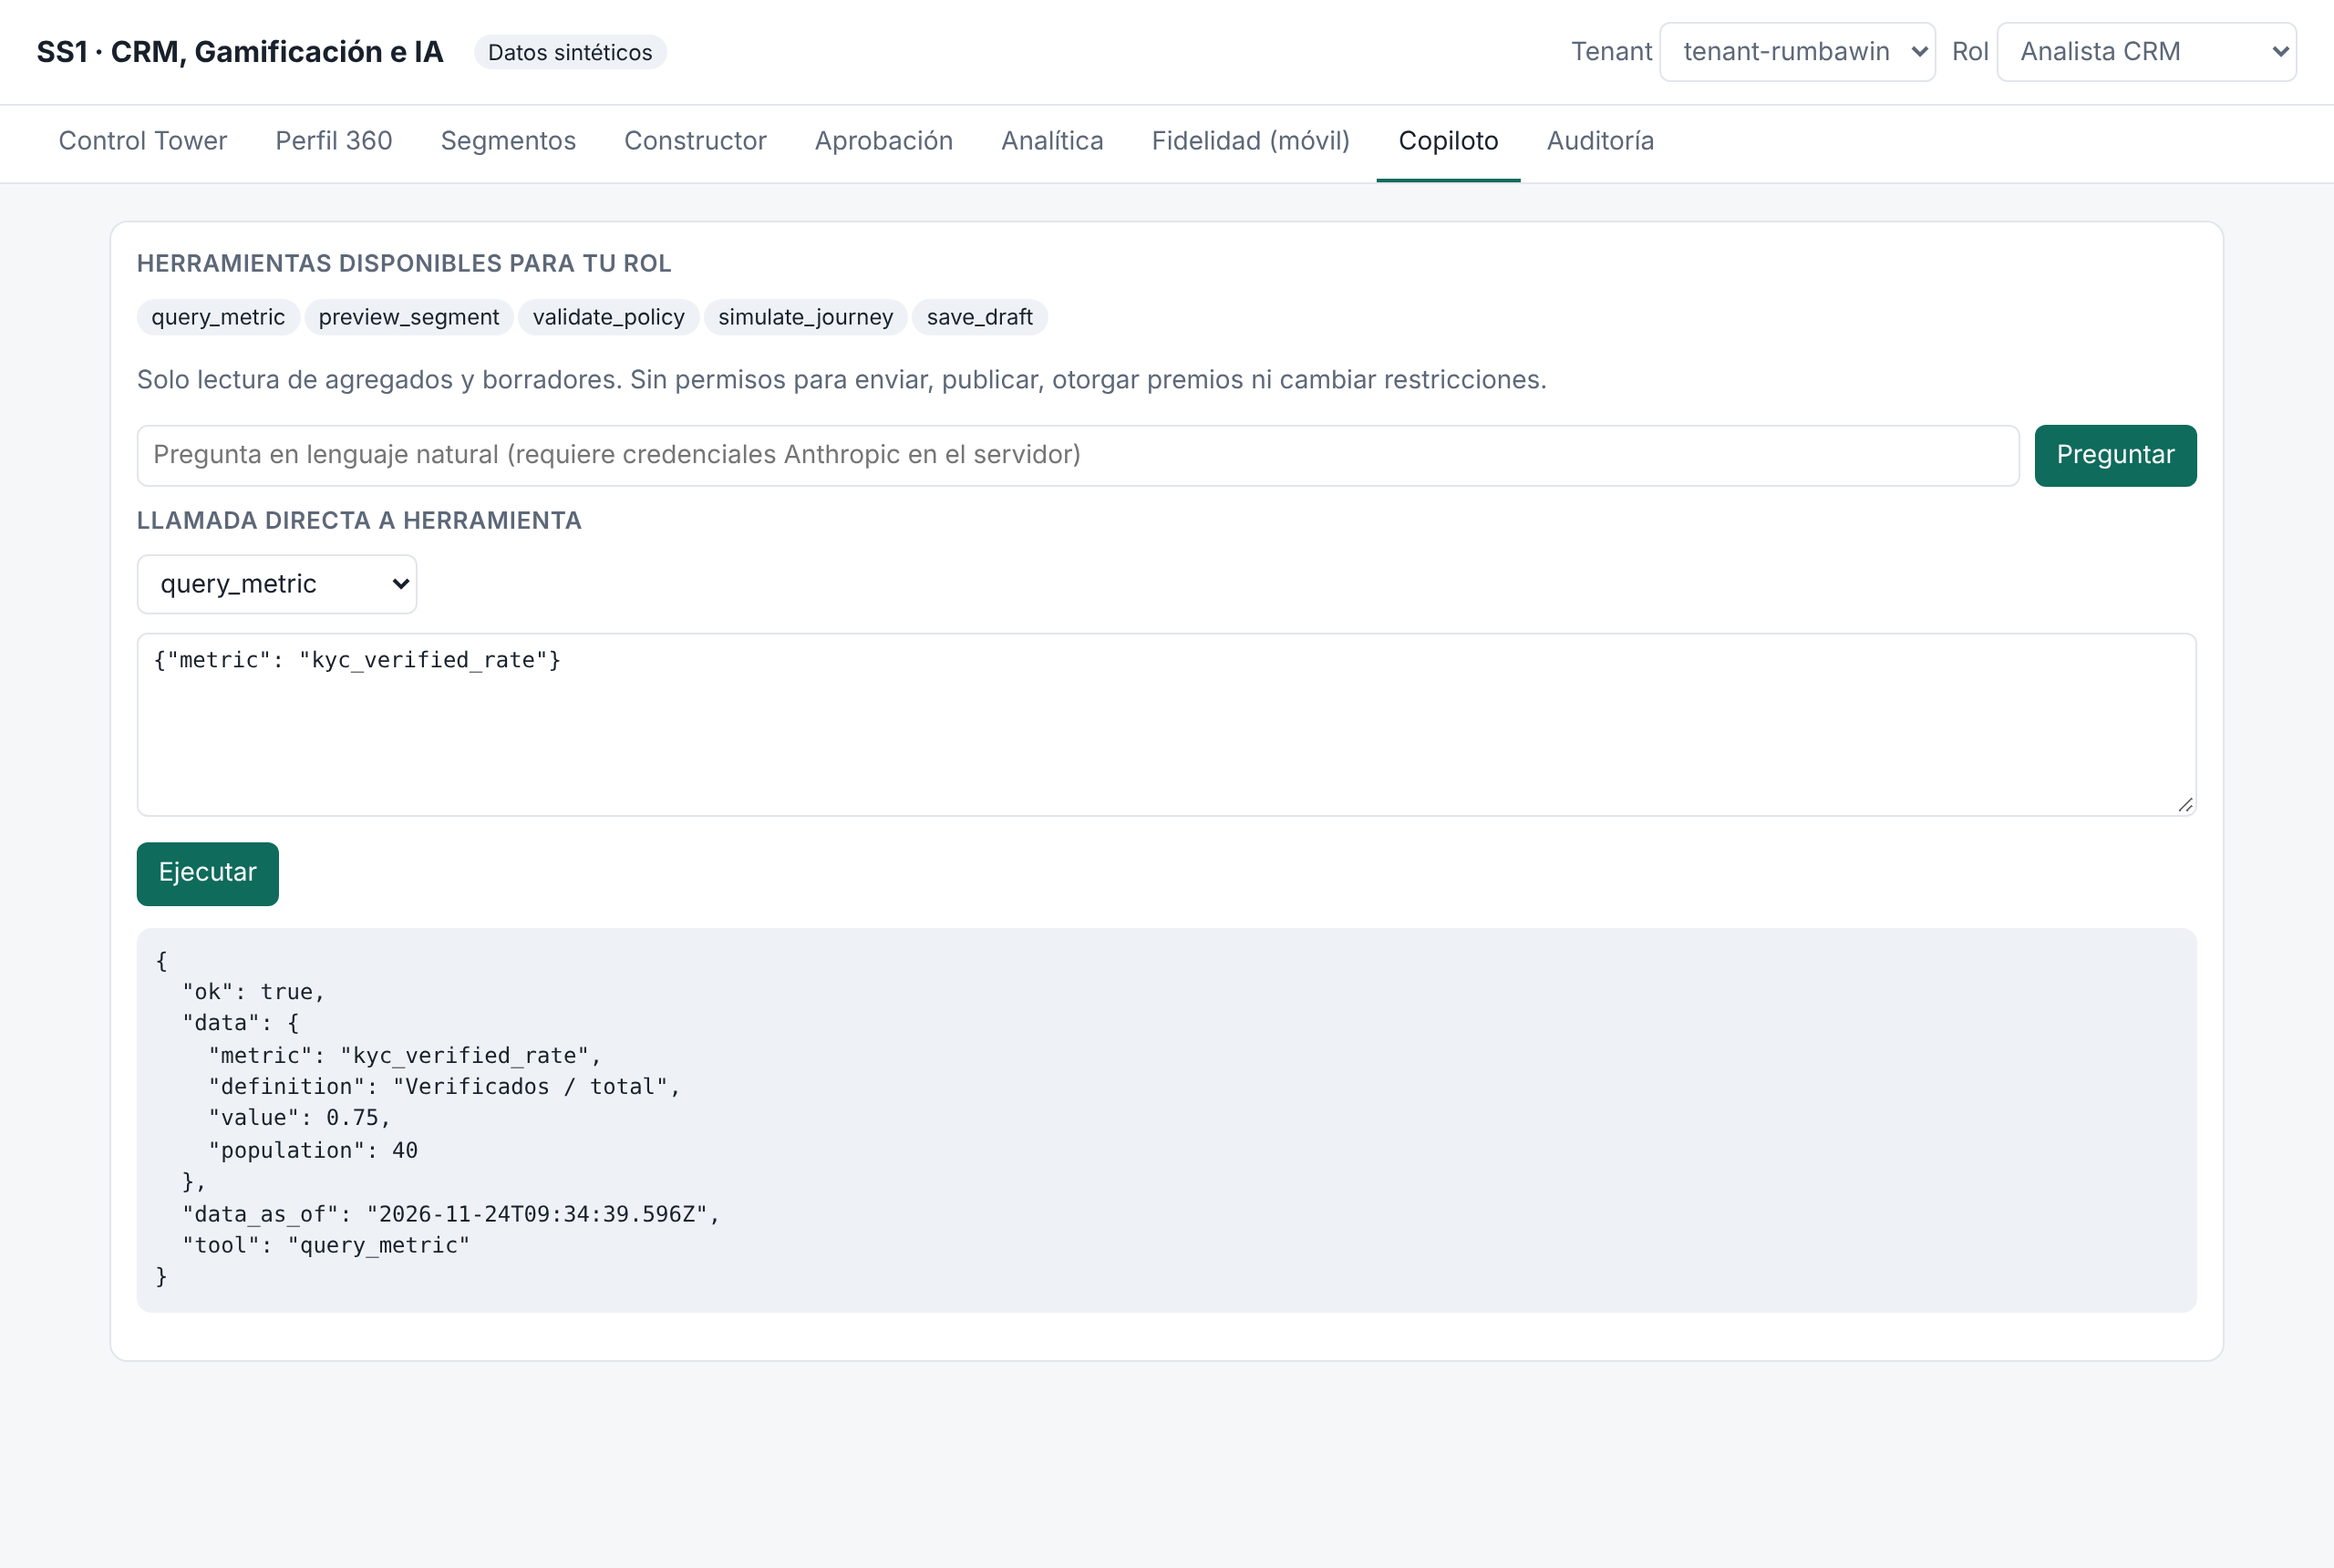 SS1 · CRM, Gamificación e IA Datos sintéticos Tenant tenant-rumbawin Rol Analista CRM
Control Tower Perfil 360 Segmentos Constructor Aprobación Analítica Fidelidad (móvil) Copiloto Auditoría
HERRAMIENTAS DISPONIBLES PARA TU ROL
query_metric preview_segment validate_policy simulate_journey save_draft
Solo lectura de agregados y borradores. Sin permisos para enviar, publicar, otorgar premios ni cambiar restricciones.
Pregunta en lenguaje natural (requiere credenciales Anthropic en el servidor) Preguntar
LLAMADA DIRECTA A HERRAMIENTA
query_metric
{"metric": "kyc_verified_rate"}
Ejecutar
{
  "ok": true,
  "data": {
    "metric": "kyc_verified_rate",
    "definition": "Verificados / total",
    "value": 0.75,
    "population": 40
  },
  "data_as_of": "2026-11-24T09:34:39.596Z",
  "tool": "query_metric"
}